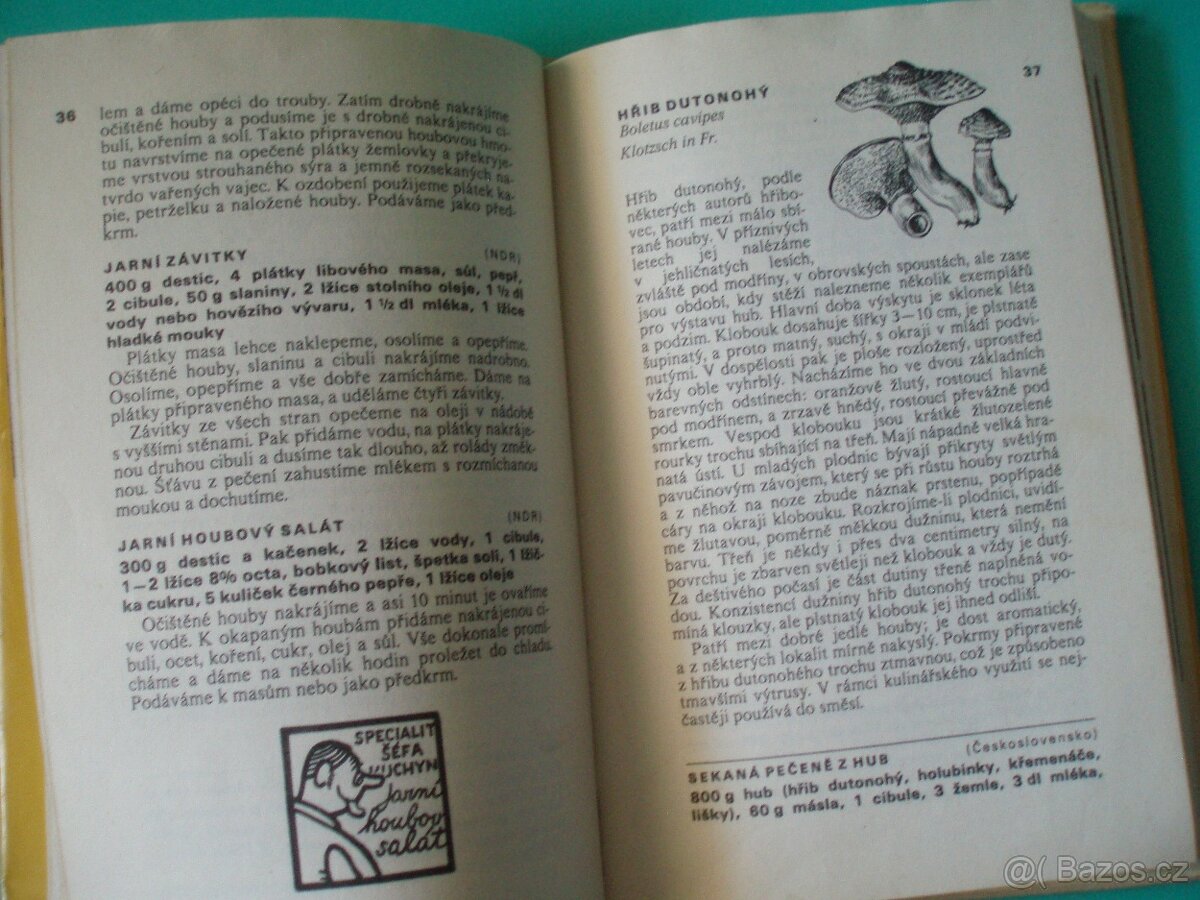 36
lem a dáme opéci do trouby. Zatím drobně nakrájíme
očištěné houby a podusíme je s drobně nakrájenou ci-
bulí, kořením a solí. Takto připravenou houbovou hmo-
tu navrstvíme na opečené plátky žemlovky a překryje-
me vrstvou strouhaného sýra a jemně rozsekaných na-
tvrdo vařených vajec. K ozdobení použijeme plátek ka-
pie, petrželku a naložené houby. Podáváme jako před-
krm.
JARNÍ ZÁVITKY (NDR)
400 g destic, 4 plátky libového masa, sůl, pepř,
2 cibule, 50 g slaniny, 2 lžíce stolního oleje, 1 ½ dl
vody nebo hovězího vývaru, 1 ½ dl mléka, 1 lžíce
hladké mouky
Plátky masa lehce naklepeme, osolíme a opepříme.
Očištěné houby, slaninu a cibuli nakrájíme nadrobno.
Osolíme, opepříme a vše dobře zamícháme. Dáme na
plátky připraveného masa, a uděláme čtyři závitky.
Závitky ze všech stran opečeme na oleji v nádobě
s vyššími stěnami. Pak přidáme vodu, na plátky nakráje-
nou druhou cibuli a dusíme tak dlouho, až rolády změk-
nou. Šťávu z pečení zahustíme mlékem s rozmíchanou
moukou a dochutíme.
JARNÍ HOUBOVÝ SALÁT (NDR)
300 g destic a kačenek, 2 lžíce vody, 1 cibule,
1–2 lžíce 8% octa, bobkový list, špetka soli, 1 lžič-
ka cukru, 5 kuliček černého pepře, 1 lžíce oleje
Očištěné houby nakrájíme a asi 10 minut je ovaříme
ve vodě. K okapaným houbám přidáme nakrájenou ci-
buli, ocet, koření, cukr, olej a sůl. Vše dokonale promí-
cháme a dáme na několik hodin proležet do chladu.
Podáváme k masům nebo jako předkrm.
SPECIALIT
ŠÉFA
KUCHYN
jarní
houbov
salát
37
HŘIB DUTONOHÝ
Boletus cavipes
Klotzsch in Fr.
Hřib dutonohý, podle
některých autorů hřibo-
vec, patří mezi málo sbí-
rané houby. V příznivých
letech jej nalézáme
v jehličnatých lesích,
zvláště pod modříny, v obrovských spoustách, ale zase
jsou období, kdy stěží nalezneme několik exemplářů
pro výstavu hub. Hlavní doba výskytu je sklonek léta
a podzim. Klobouk dosahuje šířky 3—10 cm, je plstnatě
šupinatý, a proto matný, suchý, s okraji v mládí podvi-
nutými. V dospělosti pak je ploše rozložený, uprostřed
vždy oble vyhrblý. Nacházíme ho ve dvou základních
barevných odstínech: oranžově žlutý, rostoucí hlavně
pod modřínem, a zrzavě hnědý, rostoucí převážně pod
smrkem. Vespod klobouku jsou krátké žlutozelené
rourky trochu sbíhající na třeň. Mají nápadně velká hra-
natá ústí. U mladých plodnic bývají přikryty světlým
pavučinovým závojem, který se při růstu houby roztrhá
a z něhož na noze zbude náznak prstenu, popřípadě
cáry na okraji klobouku. Rozkrojíme-li plodnici, uvidí-
me žlutavou, poměrně měkkou dužninu, která nemění
barvu. Třeň je někdy i přes dva centimetry silný, na
povrchu je zbarven světleji než klobouk a vždy je dutý.
Za deštivého počasí je část dutiny třeně naplněná vo-
dou. Konzistencí dužniny hřib dutonohý trochu připo-
míná klouzky, ale plstnatý klobouk jej ihned odliší.
Patří mezi dobré jedlé houby; je dost aromatický,
a z některých lokalit mírně nakyslý. Pokrmy připravené
z hřibu dutonohého trochu ztmavnou, což je způsobeno
tmavšími výtrusy. V rámci kulinářského využití se nej-
častěji používá do směsí.
SEKANÁ PEČENĚ Z HUB (Československo)
800 g hub (hřib dutonohý, holubinky, křemenáče,
lišky), 60 g másla, 1 cibule, 3 žemle, 3 dl mléka,
@( Bazos.cz